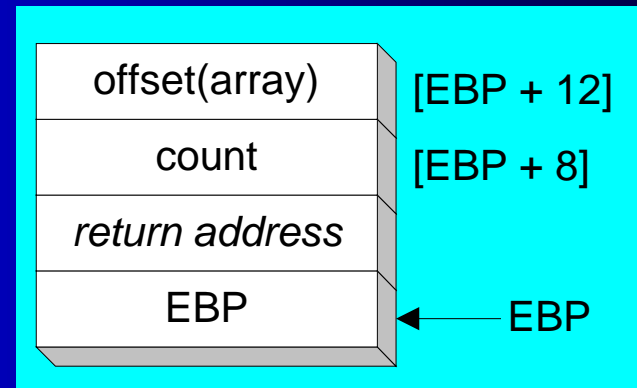 offset(array) [EBP + 12]
count [EBP + 8]
return address
EBP EBP